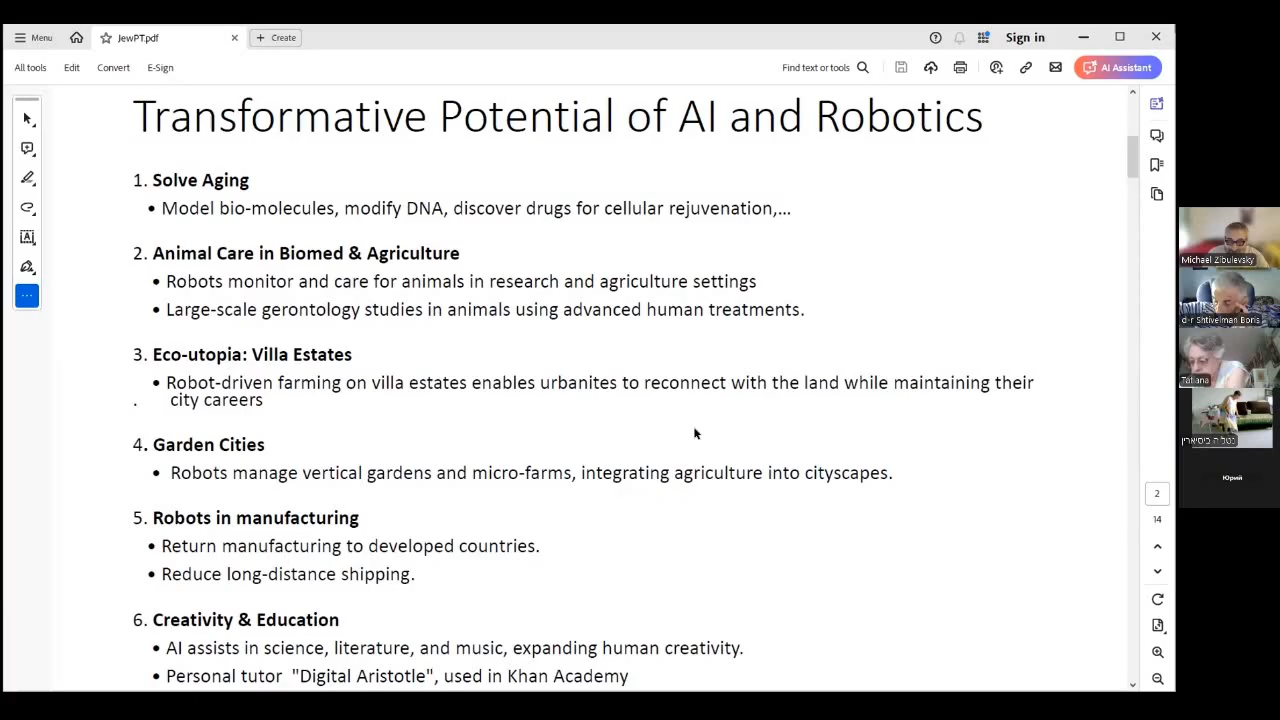 Menu
JewPT.pdf
Create
Sign in
All tools
Edit
Convert
E-Sign
Find text or tools
AI Assistant
Transformative Potential of AI and Robotics
1. Solve Aging
• Model bio-molecules, modify DNA, discover drugs for cellular rejuvenation,...
2. Animal Care in Biomed & Agriculture
• Robots monitor and care for animals in research and agriculture settings
• Large-scale gerontology studies in animals using advanced human treatments.
3. Eco-utopia: Villa Estates
• Robot-driven farming on villa estates enables urbanites to reconnect with the land while maintaining their
. city careers
4. Garden Cities
• Robots manage vertical gardens and micro-farms, integrating agriculture into cityscapes.
5. Robots in manufacturing
• Return manufacturing to developed countries.
• Reduce long-distance shipping.
6. Creativity & Education
• AI assists in science, literature, and music, expanding human creativity.
• Personal tutor "Digital Aristotle", used in Khan Academy
2
14
Michael Zibulevsky
d-r Shtivelman Boris
Tatiana
נטל ה ביסיארין
Юрий